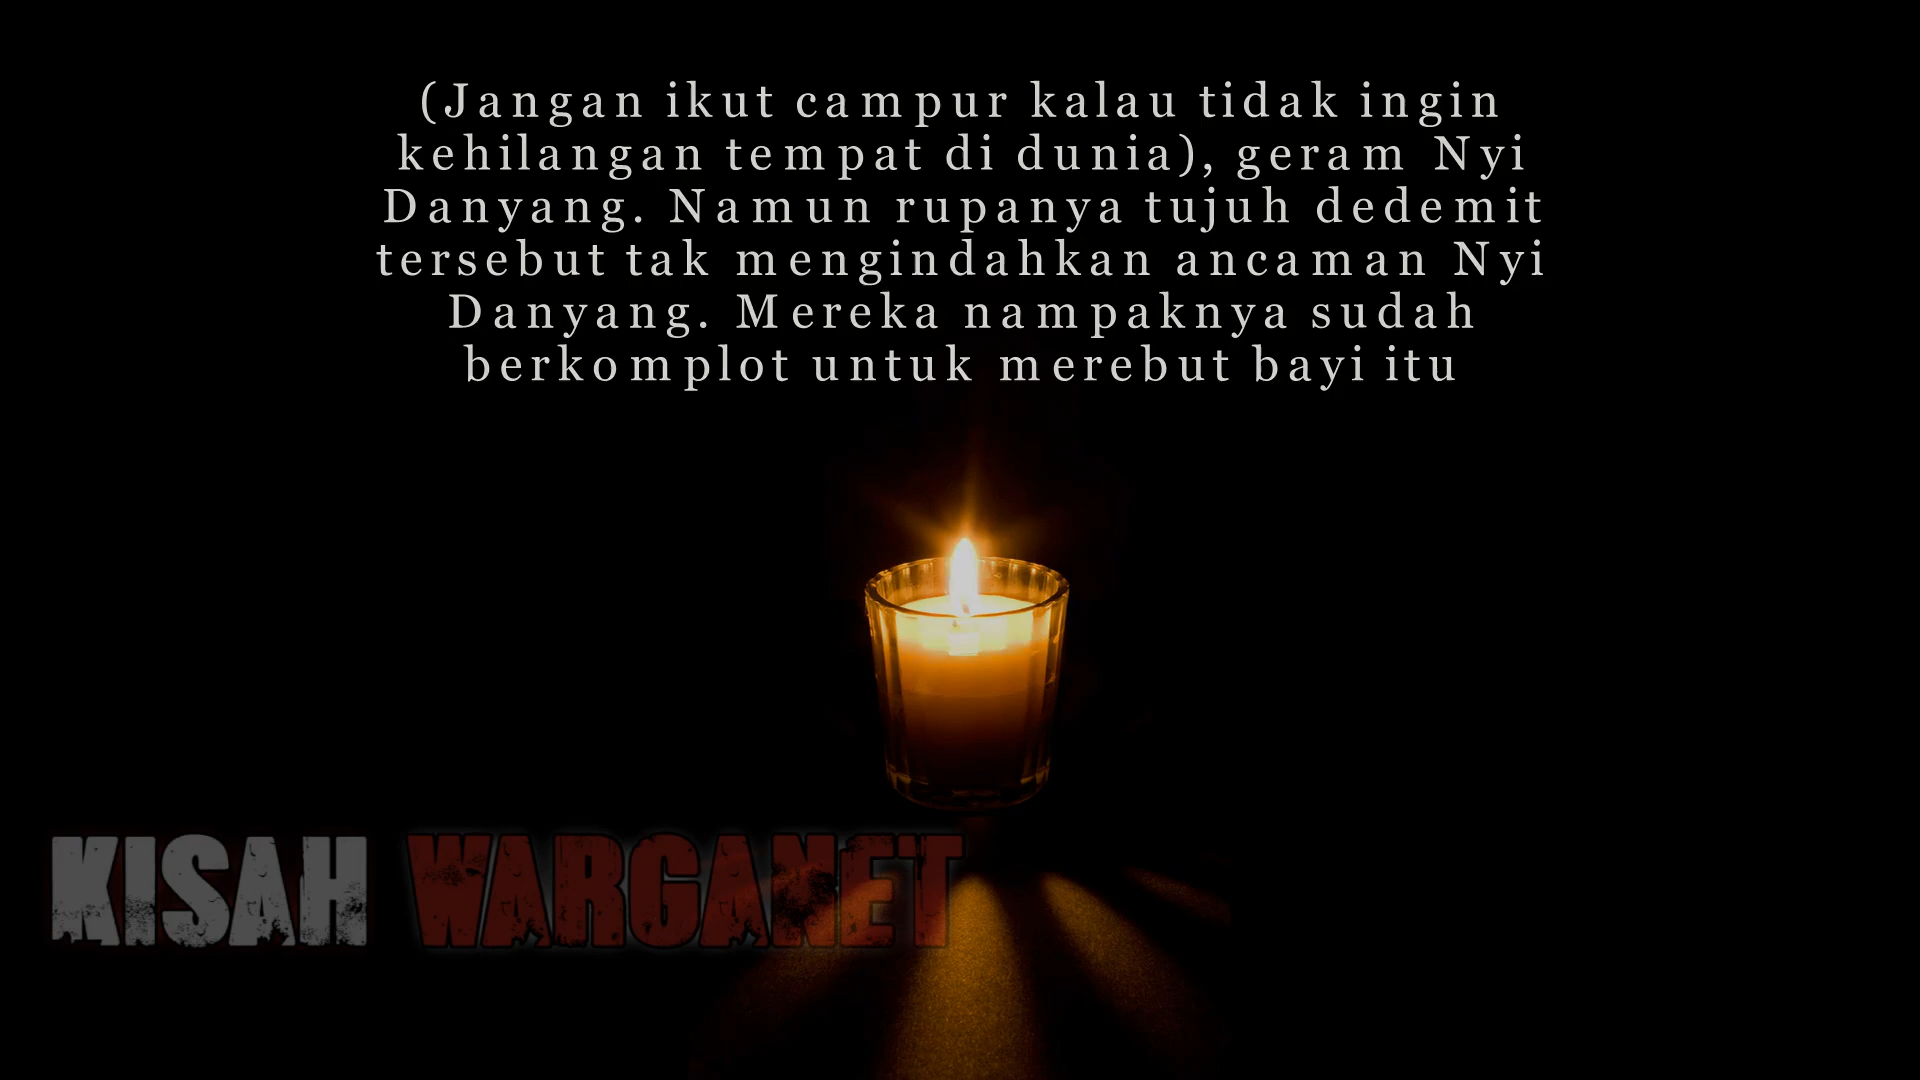 (Jangan ikut campur kalau tidak ingin
kehilangan tempat di dunia), geram Nyi
Danyang. Namun rupanya tujuh dedemit
tersebut tak mengindahkan ancaman Nyi
Danyang. Mereka nampaknya sudah
berkomplot untuk merebut bayi itu
KISAH WARGANET